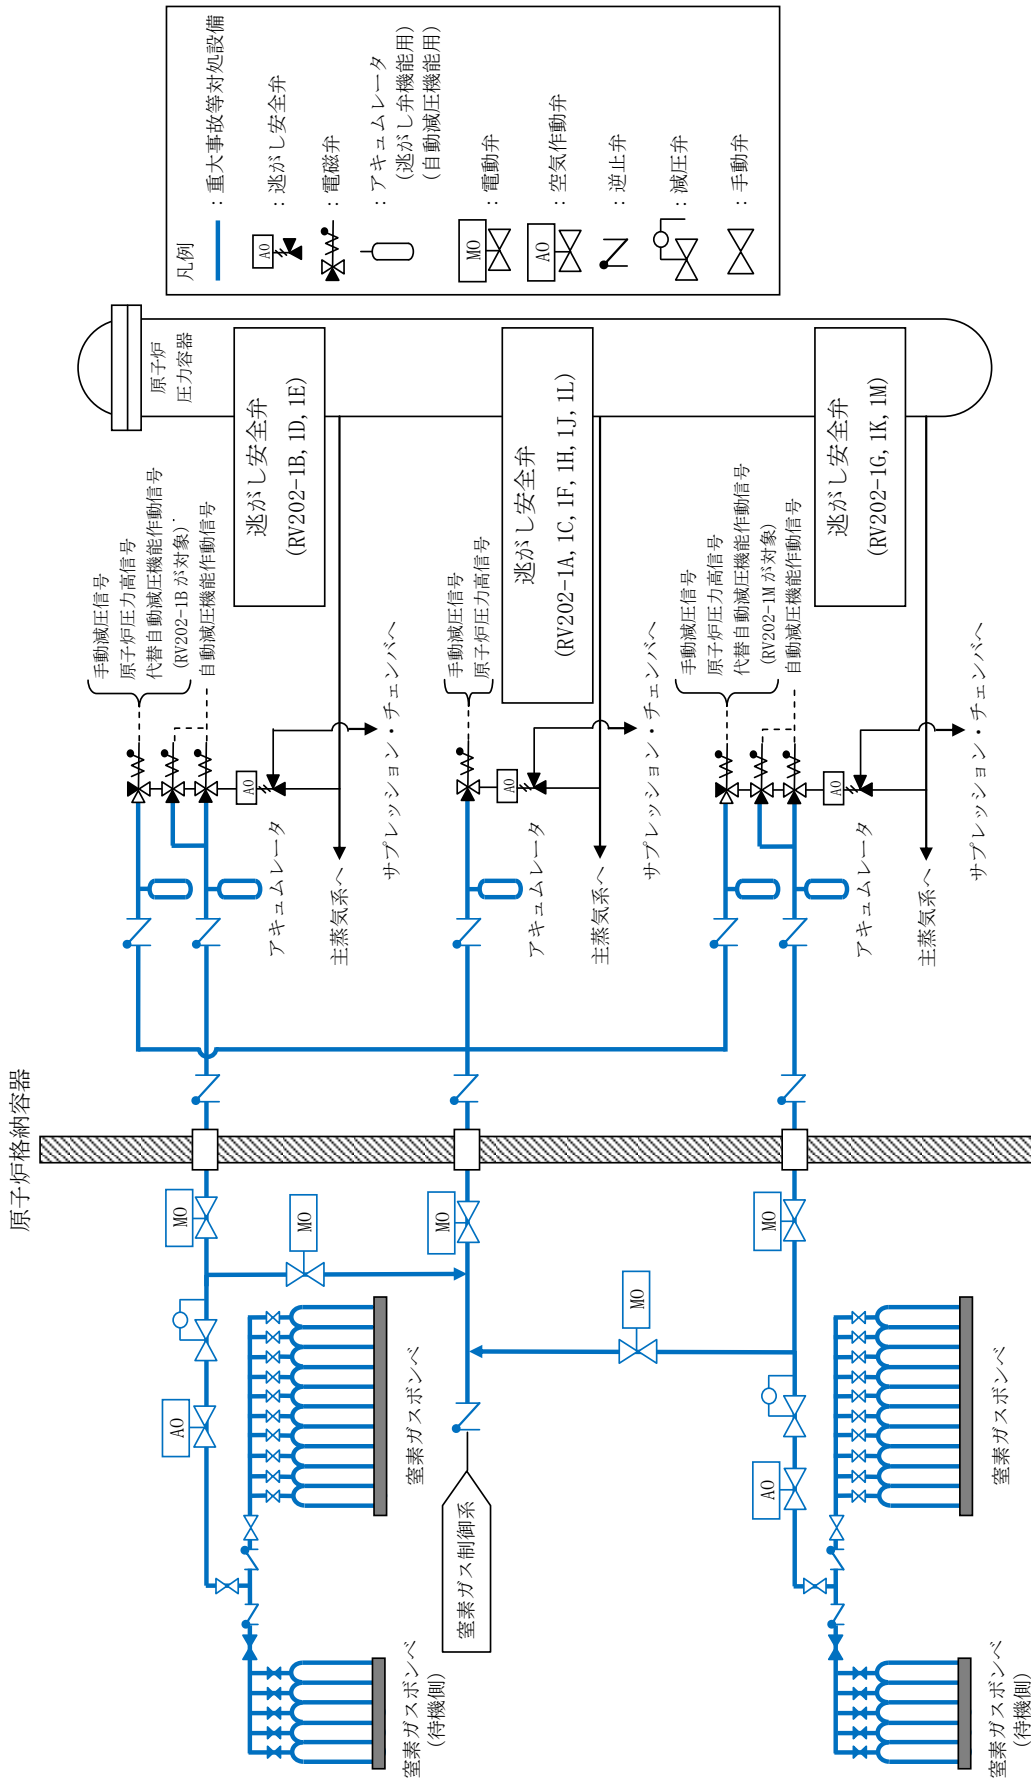 原子炉格納容器
凡例
：重大事故等対処設備
AO
：逃がし安全弁
：電磁弁
：アキュムレータ
（逃がし弁機能用）
（自動減圧機能用）
MO
：電動弁
AO
：空気作動弁
：逆止弁
：減圧弁
：手動弁
原子炉
圧力容器
手動減圧信号
原子炉圧力高信号
代替自動減圧機能作動信号
（RV202-1Bが対象）
自動減圧機能作動信号
逃がし安全弁
(RV202-1B, 1D, 1E)
AO
アキュムレータ
主蒸気系へ
サプレッション・チェンバへ
手動減圧信号
原子炉圧力高信号
逃がし安全弁
(RV202-1A, 1C, 1F, 1H, 1J, 1L)
AO
アキュムレータ
主蒸気系へ
サプレッション・チェンバへ
手動減圧信号
原子炉圧力高信号
代替自動減圧機能作動信号
（RV202-1Mが対象）
自動減圧機能作動信号
逃がし安全弁
(RV202-1G, 1K, 1M)
AO
アキュムレータ
主蒸気系へ
サプレッション・チェンバへ
MO
MO
MO
MO
MO
AO
AO
窒素ガスボンベ
窒素ガスボンベ
（待機側）
窒素ガス制御系
窒素ガスボンベ
窒素ガスボンベ
（待機側）